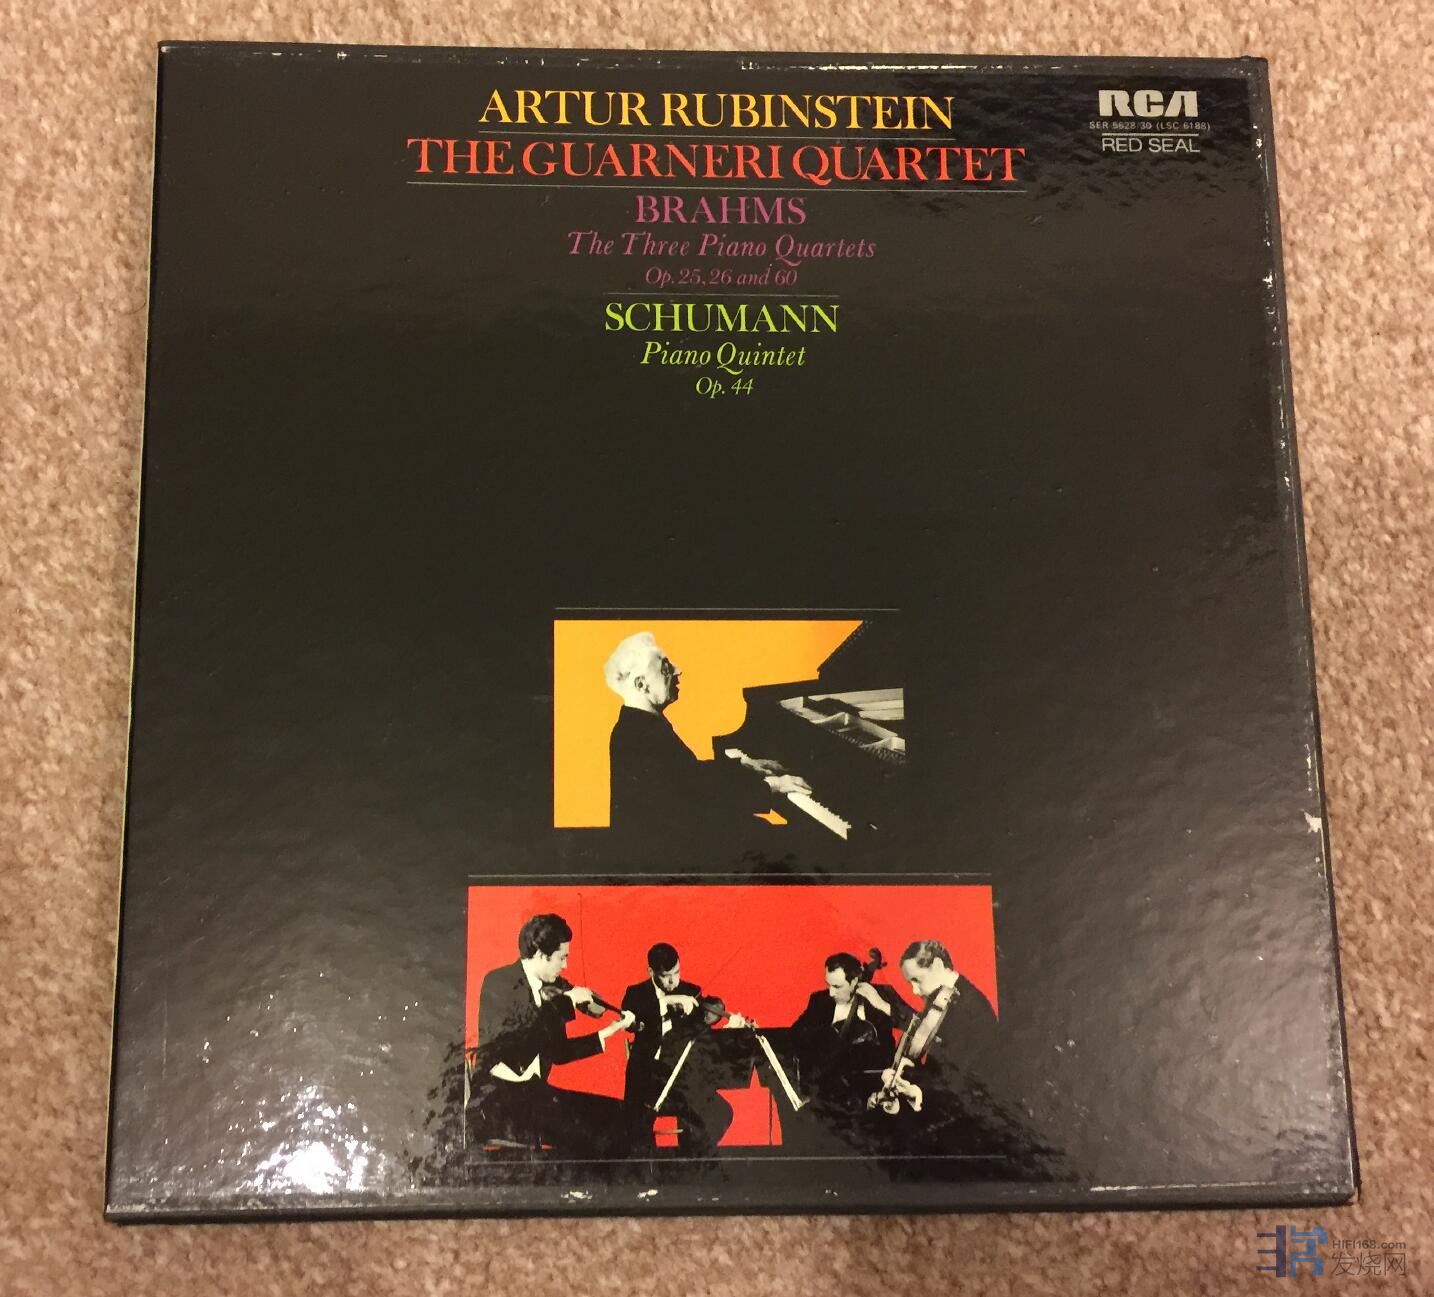 ARTUR RUBINSTEIN
THE GUARNERI QUARTET
BRAHMS
The Three Piano Quartets
Op. 25, 26 and 60
SCHUMANN
Piano Quintet
Op. 44
RCA
SER 5628/30 (LSC 6188)
RED SEAL
HIFI168.com
发烧网